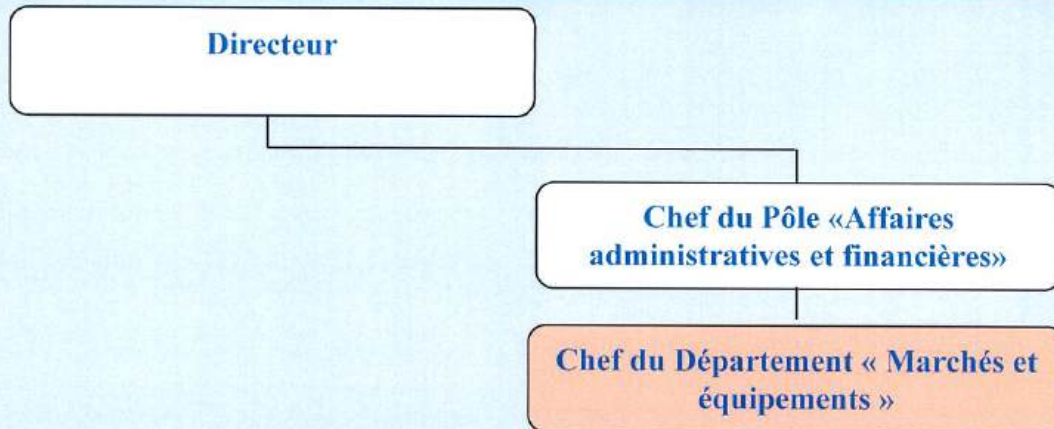 Directeur
Chef du Pôle «Affaires
administratives et financières»
Chef du Département « Marchés et
équipements »